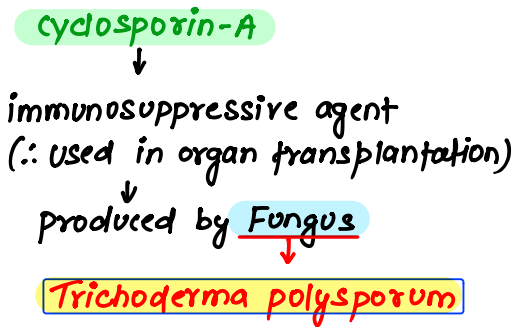 cyclosporin-A
immunosuppressive agent
(∴ used in organ transplantation)
produced by Fungus
Trichoderma polysporum